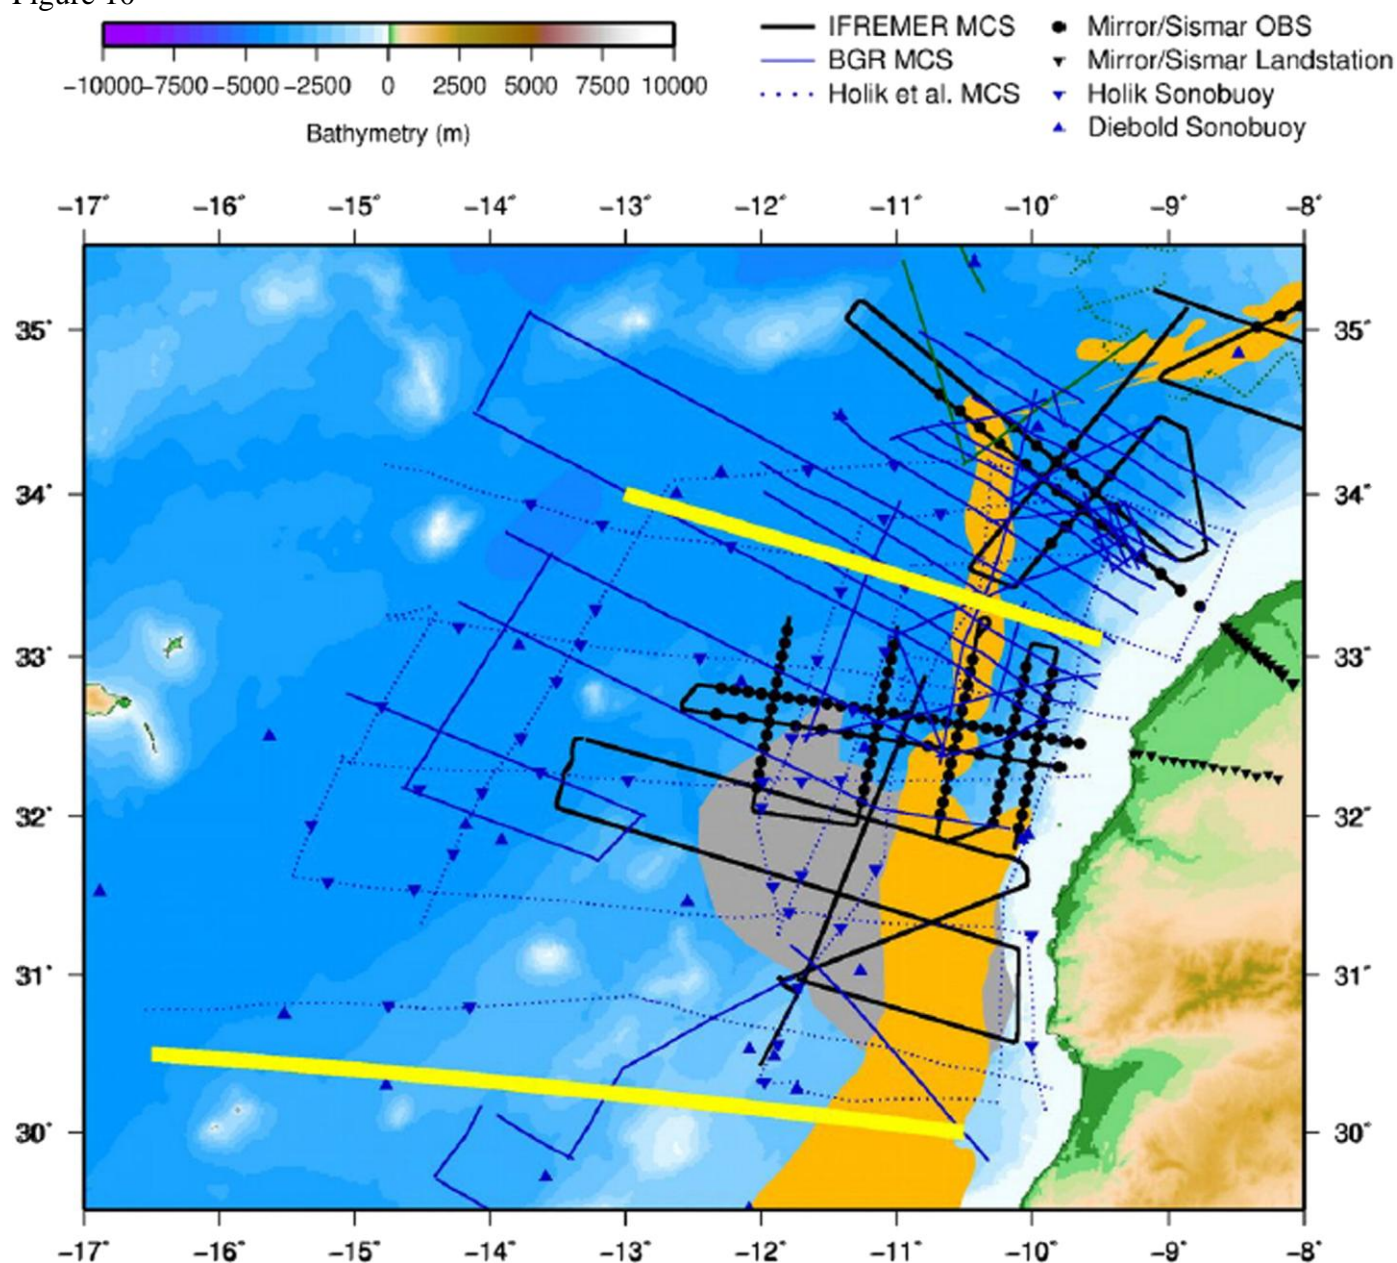 Figure 10
−10000−7500 −5000 −2500 0 2500 5000 7500 10000
Bathymetry (m)
IFREMER MCS
BGR MCS
Holik et al. MCS
Mirror/Sismar OBS
Mirror/Sismar Landstation
Holik Sonobuoy
Diebold Sonobuoy
−17˚ −16˚ −15˚ −14˚ −13˚ −12˚ −11˚ −10˚ −9˚ −8˚
35˚ 35˚
34˚ 34˚
33˚ 33˚
32˚ 32˚
31˚ 31˚
30˚ 30˚
−17˚ −16˚ −15˚ −14˚ −13˚ −12˚ −11˚ −10˚ −9˚ −8˚